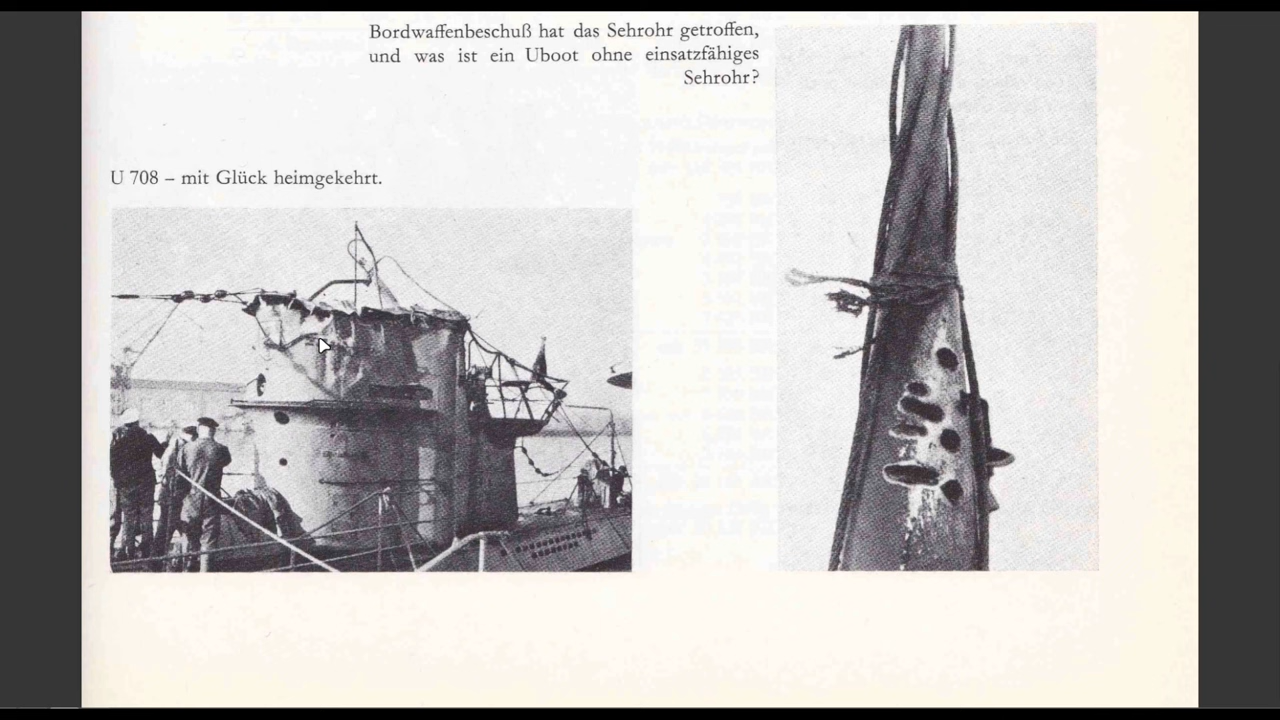 Bordwaffenbeschuß hat das Sehrohr getroffen,
und was ist ein Uboot ohne einsatzfähiges
Sehrohr?
U 708 – mit Glück heimgekehrt.